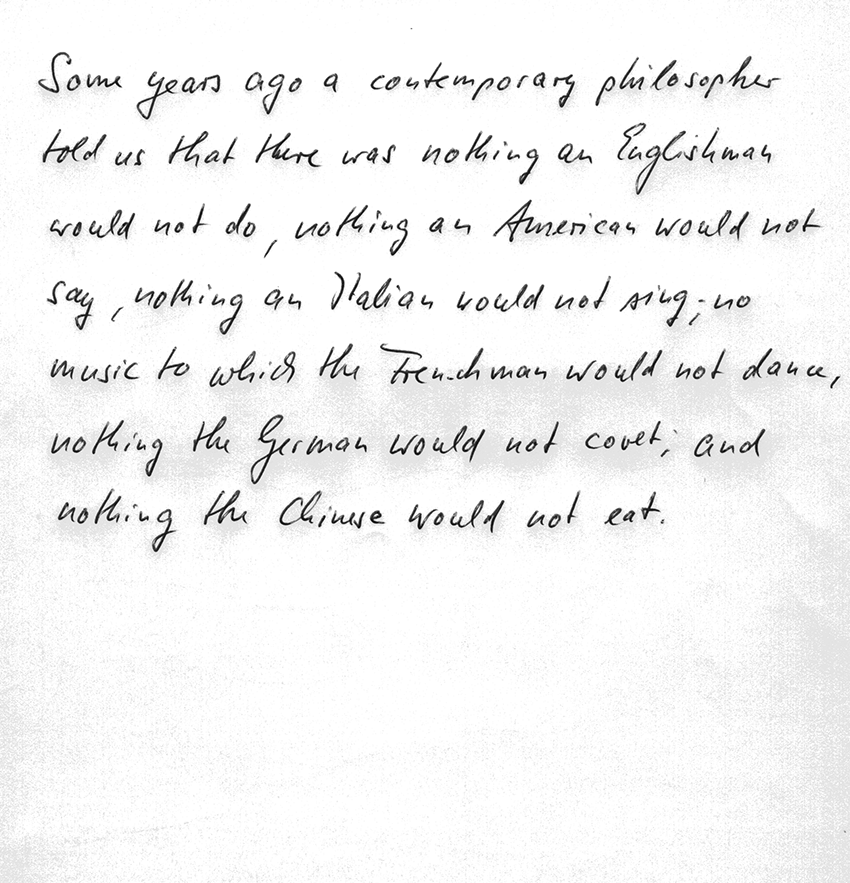 Some years ago a contemporary philosopher
told us that there was nothing an Englishman
would not do, nothing an American would not
say, nothing an Italian would not sing; no
music to which the Frenchman would not dance,
nothing the German would not covet; and
nothing the Chinese would not eat.